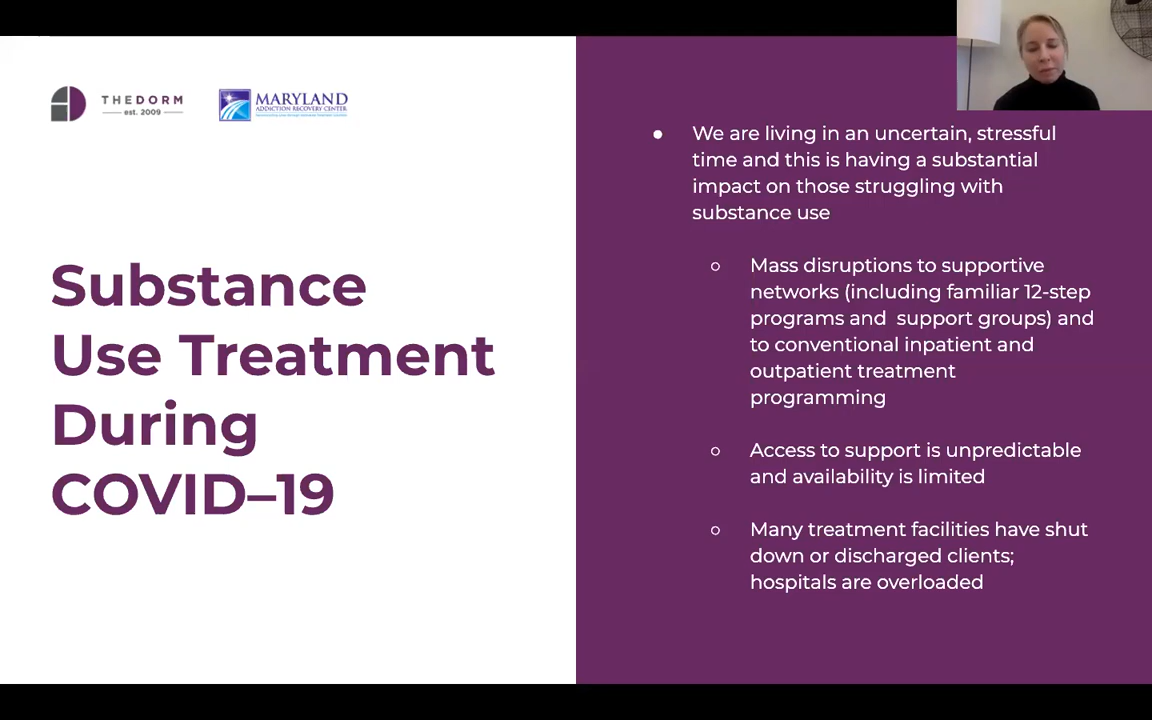 THEDORM
est. 2009
MARYLAND
ADDICTION RECOVERY CENTER
Substance
Use Treatment
During
COVID–19
● We are living in an uncertain, stressful
time and this is having a substantial
impact on those struggling with
substance use
○ Mass disruptions to supportive
networks (including familiar 12-step
programs and support groups) and
to conventional inpatient and
outpatient treatment
programming
○ Access to support is unpredictable
and availability is limited
○ Many treatment facilities have shut
down or discharged clients;
hospitals are overloaded